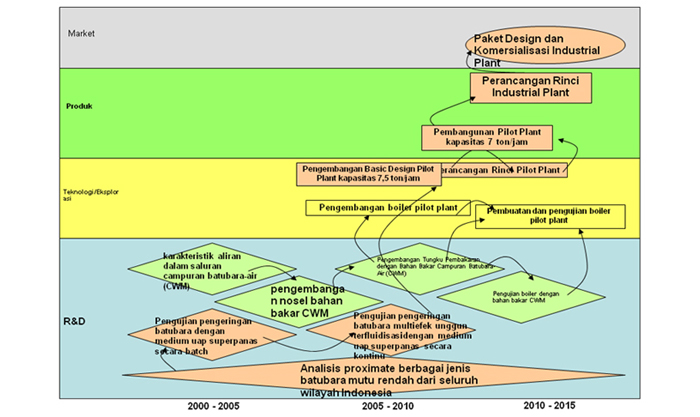 Market
Paket Design dan
Komersialisasi Industrial
Plant
Perancangan Rinci
Industrial Plant
Produk
Pembangunan Pilot Plant
kapasitas 7 ton/jam
Pengembangan Basic Design Pilot
Plant kapasitas 7,5 ton/jam
erancangan Rinci Pilot Plant
Teknologi/Eksplor
asi
Pengembangan boiler pilot plant
Pembuatan dan pengujian boiler
pilot plant
karakteristik aliran
dalam saluran
campuran batubara-air
(CWM)
Pengembangan Tungku Pembakaran
dengan Bahan Bakar Campuran Batubara-
Air (CWM)
pengembanga
n nosel bahan
bakar CWM
Pengujian boiler dengan
bahan bakar CWM
R&D
Pengujian pengeringan
batubara dengan
medium uap superpanas
secara batch
Pengujian pengeringan
batubara multiefek unggun
terfluidisasidengan medium
uap superpanas secara
kontinu
Analisis proximate berbagai jenis
batubara mutu rendah dari seluruh
wilayah Indonesia
2000 - 2005
2005 - 2010
2010 - 2015